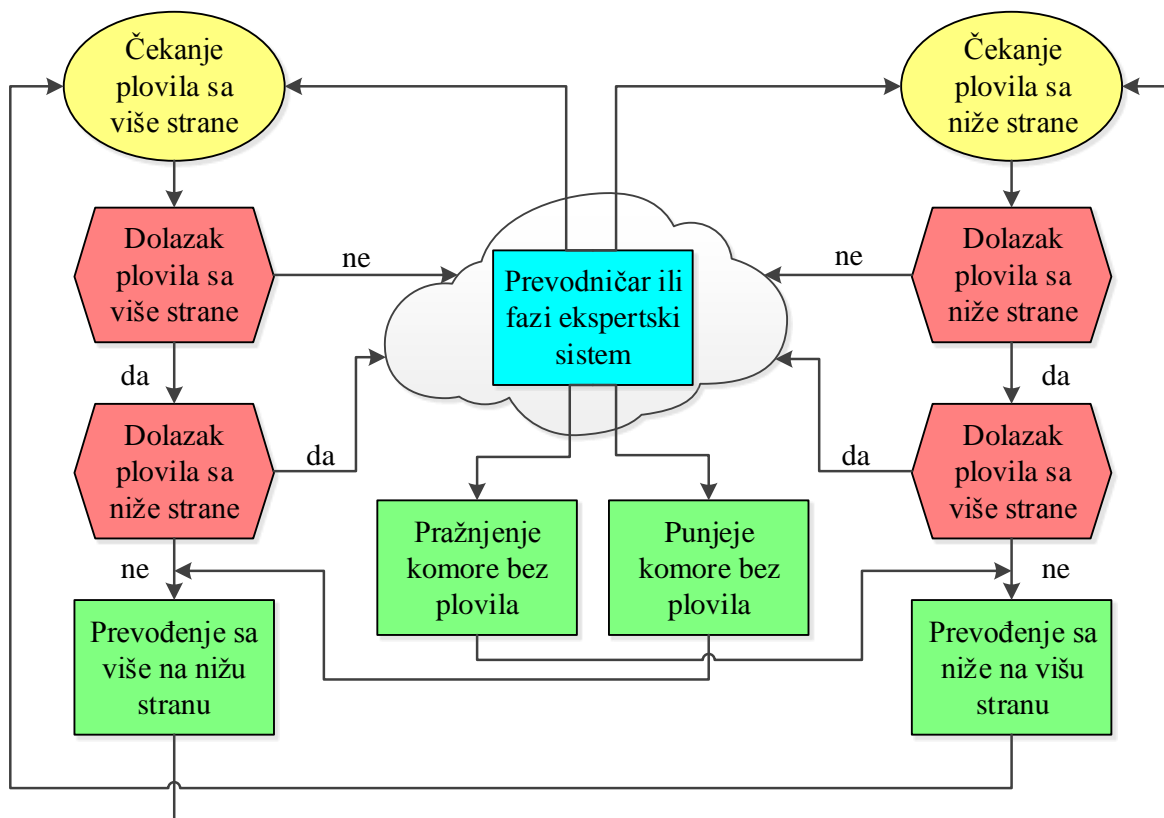 Čekanje
plovila sa
više strane
Čekanje
plovila sa
niže strane
Dolazak
plovila sa
više strane
ne
Prevodničar ili
fazi ekspertski
sistem
ne
Dolazak
plovila sa
niže strane
da
da
Dolazak
plovila sa
niže strane
da
da
Dolazak
plovila sa
više strane
Pražnjenje
komore bez
plovila
Punjeje
komore bez
plovila
ne
ne
Prevođenje sa
više na nižu
stranu
Prevođenje sa
niže na višu
stranu